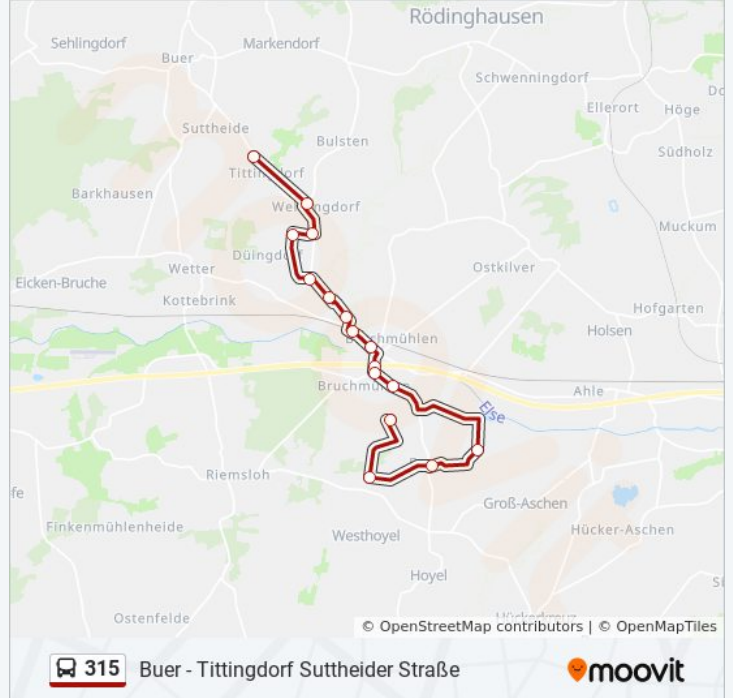 Rödinghausen
Sehlingdorf
Markendorf
Buer
Schwenningdorf
Ellerort
Höge
Suttheide
Bulsten
Südholz
Tittingdorf
Barkhausen
Muckum
Düingdorf
Wetter
Ostkilver
Eicken-Bruche
Kottebrink
Hofgarten
Holsen
Bruchmühlen
Ahle
Else
Riemsloh
Groß-Aschen
Finkenmühlenheide
Westhoyel
Hücker-Aschen
Hoyel
Ostenfelde
© OpenStreetMap contributors | © OpenMapTiles
315 Buer - Tittingdorf Suttheider Straße
moovit